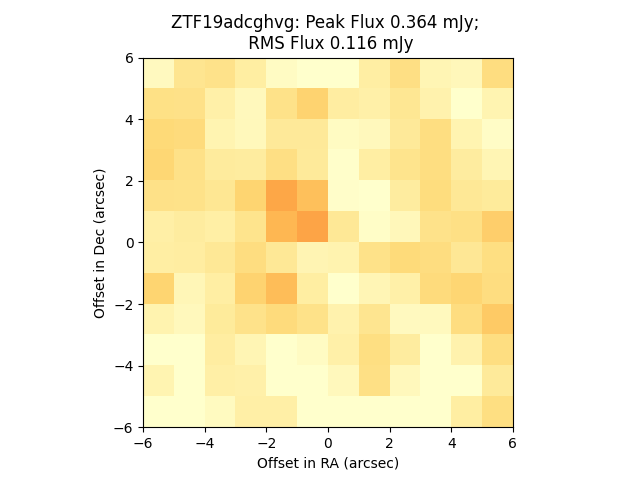 ZTF19adcghvg: Peak Flux 0.364 mJy;
RMS Flux 0.116 mJy
6
4
2
0
−2
−4
−6
Offset in Dec (arcsec)
−6 −4 −2 0 2 4 6
Offset in RA (arcsec)